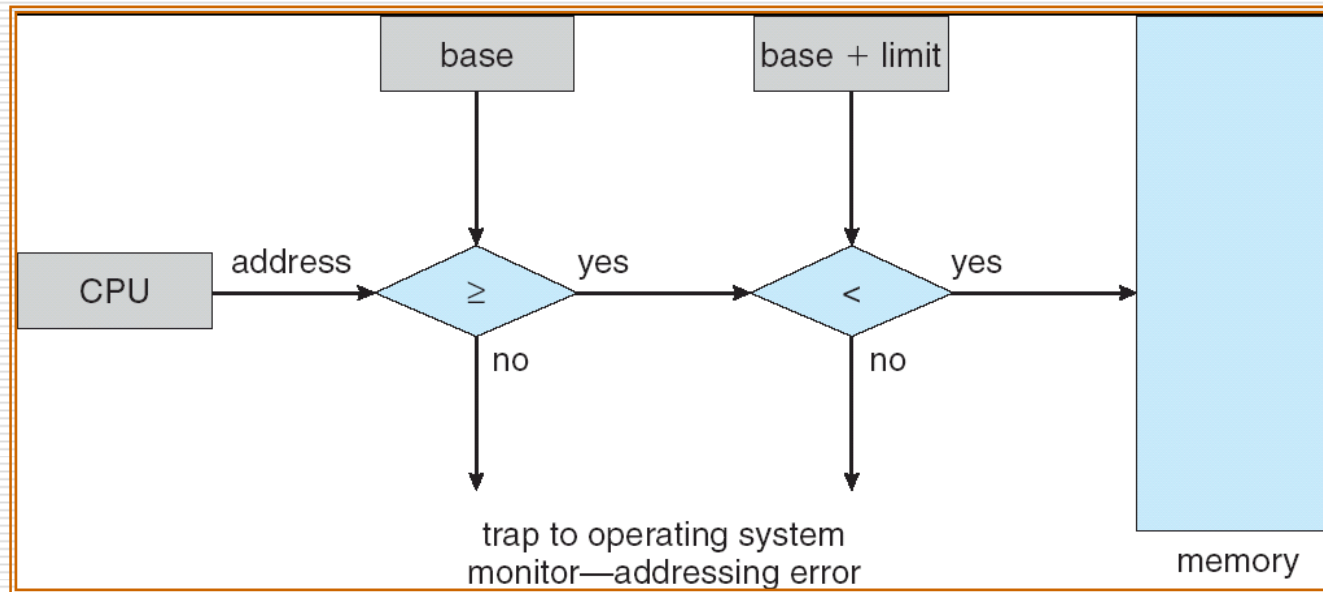 base
base + limit
CPU
address
≥
yes
<
yes
no
no
trap to operating system
monitor—addressing error
memory